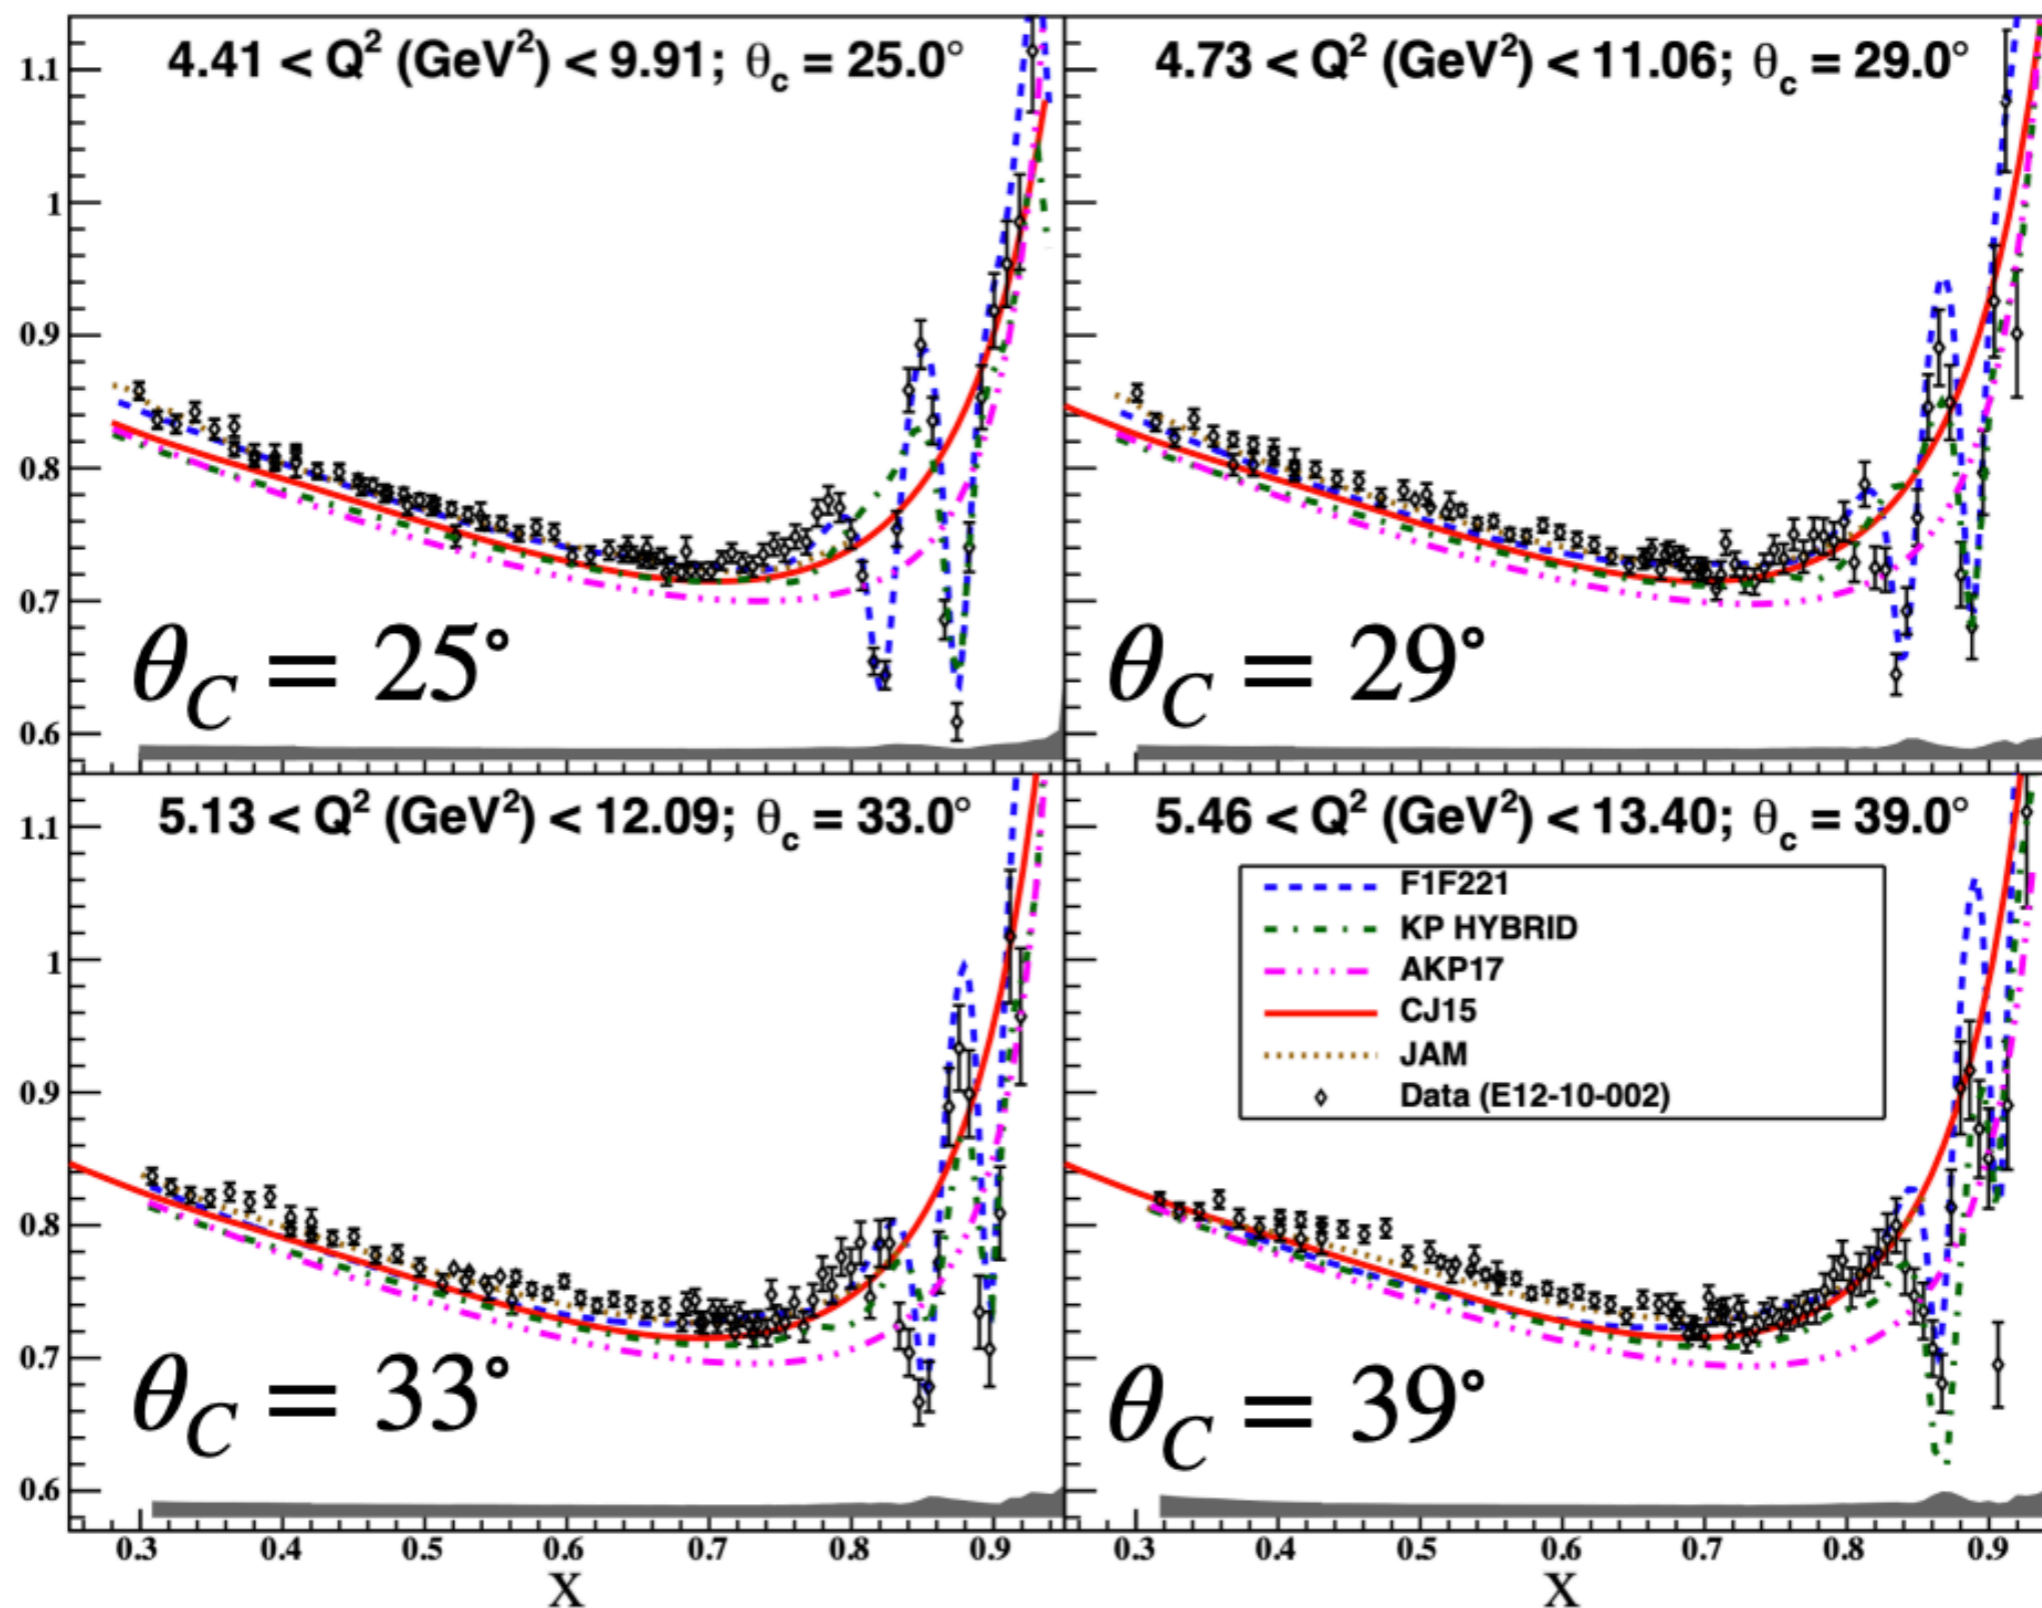 4.41 < Q² (GeV²) < 9.91; θc = 25.0°
4.73 < Q² (GeV²) < 11.06; θc = 29.0°
1.1
1
0.9
0.8
0.7
0.6
θC = 25°
θC = 29°
5.13 < Q² (GeV²) < 12.09; θc = 33.0°
5.46 < Q² (GeV²) < 13.40; θc = 39.0°
F1F221
KP HYBRID
AKP17
CJ15
JAM
Data (E12-10-002)
1.1
1
0.9
0.8
0.7
0.6
θC = 33°
θC = 39°
0.3 0.4 0.5 0.6 0.7 0.8 0.9
0.3 0.4 0.5 0.6 0.7 0.8 0.9
X
X